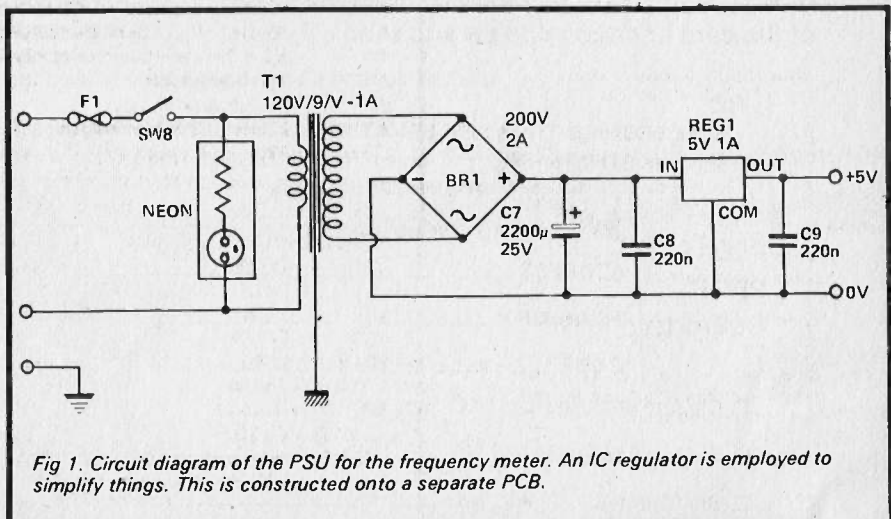 T1
120V/9/V -1A
F1
SW8
NEON
200V
2A
BR1
C7
2200µ
25V
C8
220n
REG1
5V 1A
IN
OUT
COM
C9
220n
+5V
0V
Fig 1. Circuit diagram of the PSU for the frequency meter. An IC regulator is employed to
simplify things. This is constructed onto a separate PCB.